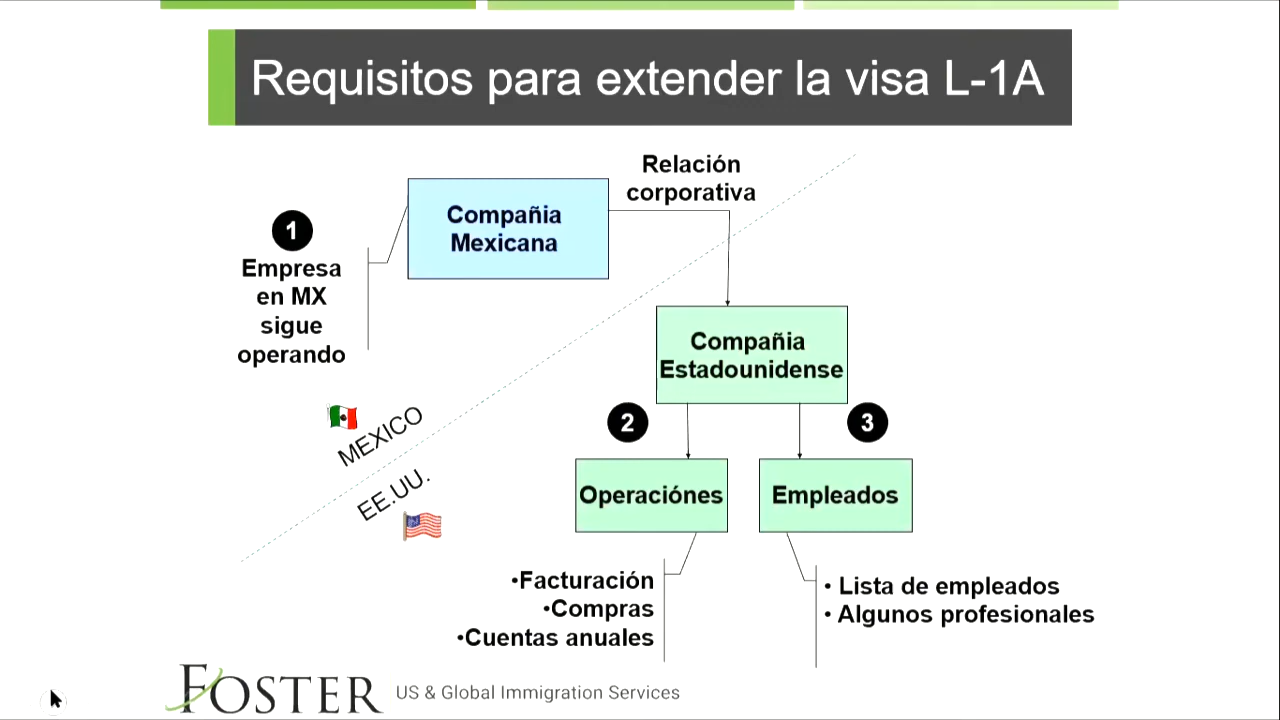 Requisitos para extender la visa L-1A
Relación
corporativa
Compañia
Mexicana
1
Empresa
en MX
sigue
operando
Compañia
Estadounidense
MEXICO
EE.UU.
2
3
Operaciónes
Empleados
•Facturación
•Compras
•Cuentas anuales
• Lista de empleados
• Algunos profesionales
FOSTER US & Global Immigration Services